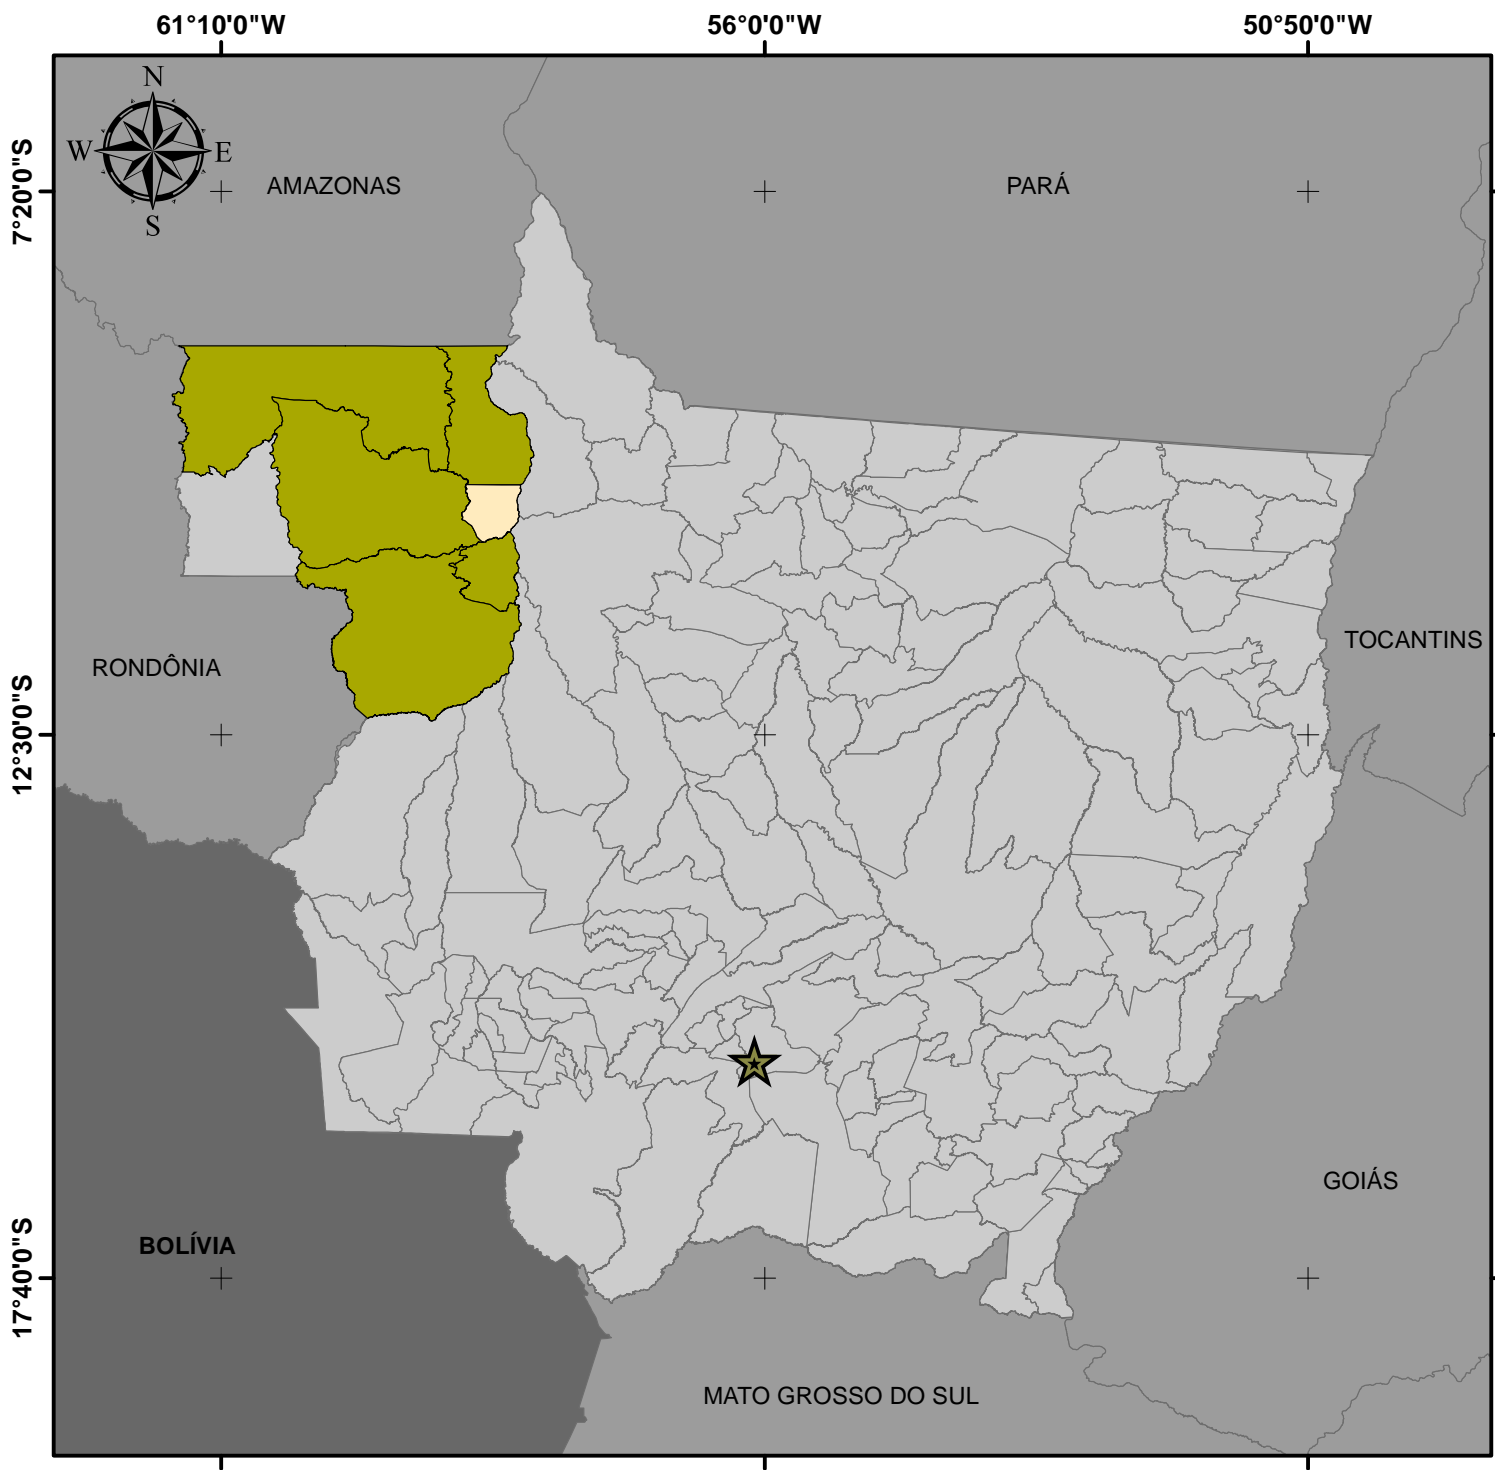 61°10'0"W 56°0'0"W 50°50'0"W
N
W E
S
7°20'0"S
AMAZONAS
PARÁ
TOCANTINS
RONDÔNIA
12°30'0"S
GOIÁS
BOLÍVIA
17°40'0"S
MATO GROSSO DO SUL